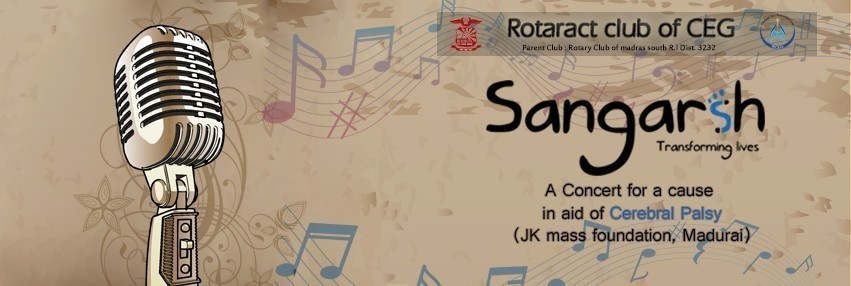 Rotaract club of CEG
Parent Club : Rotary Club of madras south R.I Dist. 3232
Sangarsh
Transforming lives
A Concert for a cause
in aid of Cerebral Palsy
(JK mass foundation, Madurai)